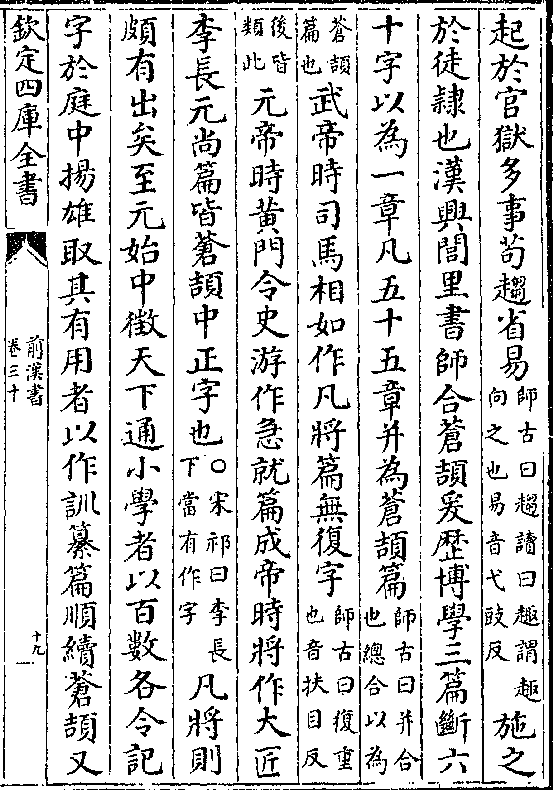 起於官獄多事苟趨省易師古曰趨讀曰趣謂趣向之也易音弋豉反施之
於徒隸也漢興閭里書師合蒼頡爰歴博學三篇斷六
十字以為一章凡五十五章并為蒼頡篇師古曰并合也總合以為
蒼頡篇也武帝時司馬相如作凡將篇無復字師古曰復重也音扶目反
後皆類此元帝時黄門令史游作急就篇成帝時將作大匠
李長元尚篇皆蒼頡中正字也○宋祁曰李長下當有作字凡將則
頗有出矣至元始中徵天下通小學者以百數各令記
字於庭中揚雄取其有用者以作訓纂篇順續蒼頡又
欽定四庫全書
前漢書
卷三十
十九